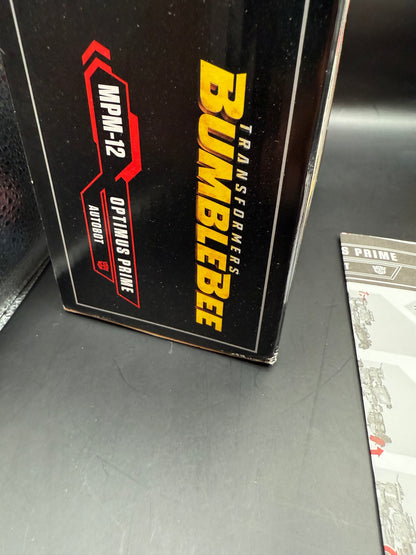 TRANSFORMERS
BUMBLEBEE
MPM-12
OPTIMUS PRIME
AUTOBOT
S PRIME